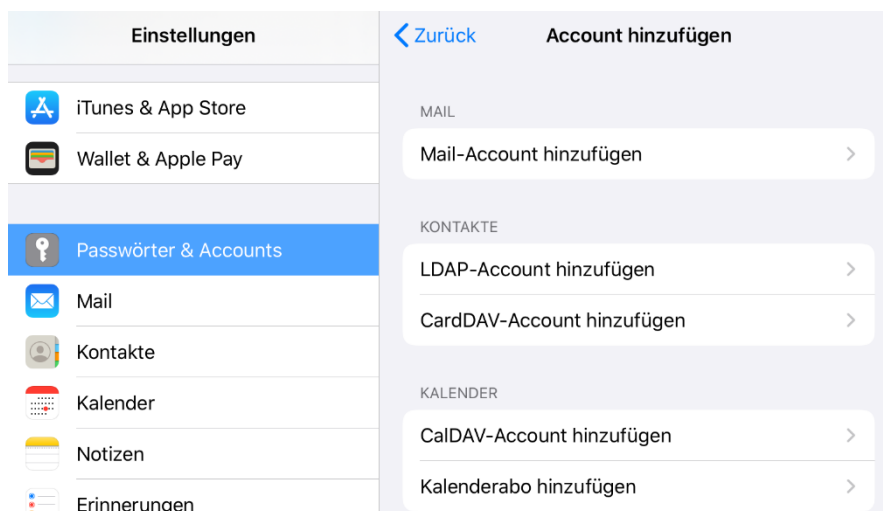 Einstellungen
iTunes & App Store
Wallet & Apple Pay
Passwörter & Accounts
Mail
Kontakte
Kalender
Notizen
Erinnerungen
Zurück
Account hinzufügen
MAIL
Mail-Account hinzufügen
KONTAKTE
LDAP-Account hinzufügen
CardDAV-Account hinzufügen
KALENDER
CalDAV-Account hinzufügen
Kalenderabo hinzufügen